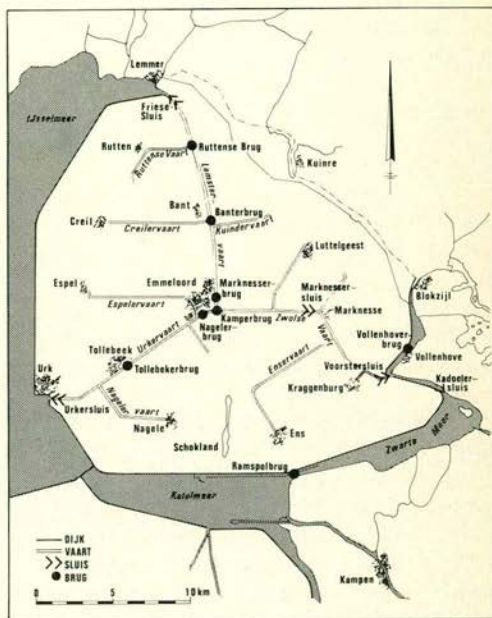 Lemmer
IJsselmeer
Friese-
Sluis
Rutten
Ruttense Vaart
Ruttense Brug
Kuinre
Lemster-
vaart
Bant
Creil
Creilervaart
Banterbrug
Kuindervaart
Luttelgeest
Espel
Emmeloord
Espelervaart
Marknesser-
brug
Marknesser-
sluis
Blokzijl
Kamperbrug
Zwolse
Vaart
Marknesse
Nageler-
brug
Urkervaart
Vollenhover-
brug
Vollenhove
Tollebeek
Tollebekerbrug
Urk
Urkersluis
Enservaart
Voorstersluis
Kraggenburg
Kadoeler-
sluis
Nageler
vaart
Nagele
Schokland
Ens
Zwarte
Meer
Ramspolbrug
Ketelmeer
DIJK
VAART
SLUIS
BRUG
Kampen
0 5 10 km